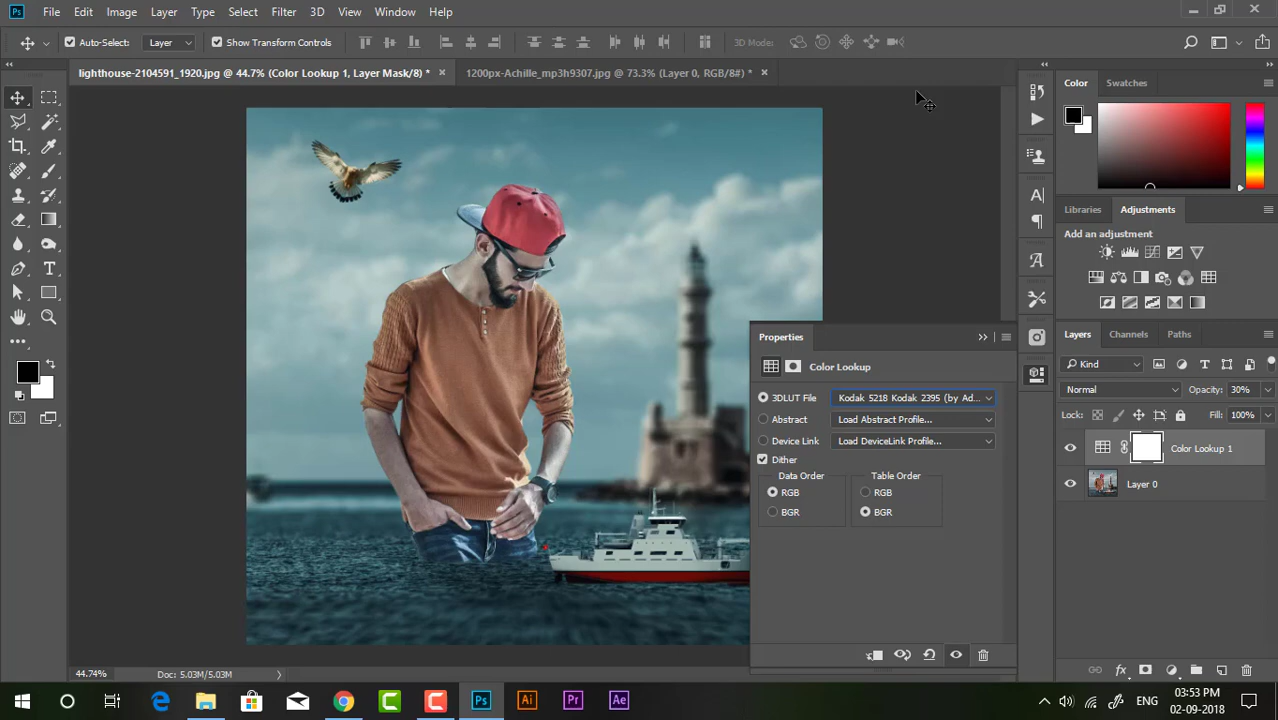 Ps File Edit Image Layer Type Select Filter 3D View Window Help
Auto-Select: Layer Show Transform Controls 3D Mode:
lighthouse-2104591_1920.jpg @ 44.7% (Color Lookup 1, Layer Mask/8) * × 1200px-Achille_mp3h9307.jpg @ 73.3% (Layer 0, RGB/8#) * ×
Color Swatches
Libraries Adjustments
Add an adjustment
Properties
Color Lookup
3DLUT File Kodak 5218 Kodak 2395 (by Ad...
Abstract Load Abstract Profile...
Device Link Load DeviceLink Profile...
Dither
Data Order Table Order
RGB RGB
BGR BGR
Layers Channels Paths
Kind
Normal Opacity: 30%
Lock: Fill: 100%
Color Lookup 1
Layer 0
44.74% Doc: 5.03M/5.03M
Ps Ai Pr Ae
ENG 03:53 PM
02-09-2018